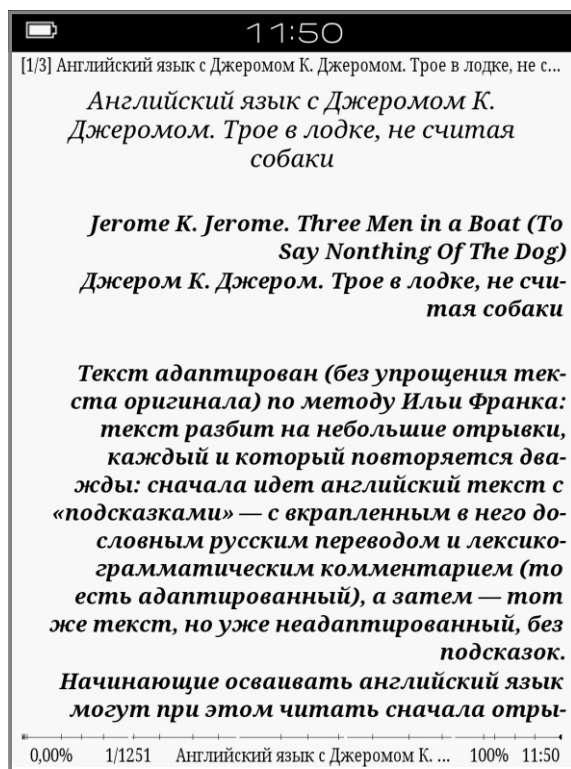 11:50
[1/3] Английский язык с Джеромом К. Джеромом. Трое в лодке, не с...
Английский язык с Джеромом К.
Джеромом. Трое в лодке, не считая
собаки
Jerome K. Jerome. Three Men in a Boat (To
Say Nonthing Of The Dog)
Джером К. Джером. Трое в лодке, не счи-
тая собаки
Текст адаптирован (без упрощения тек-
ста оригинала) по методу Ильи Франка:
текст разбит на небольшие отрывки,
каждый и который повторяется два-
жды: сначала идет английский текст с
«подсказками» — с вкрапленным в него до-
словным русским переводом и лексико-
грамматическим комментарием (то
есть адаптированный), а затем — тот
же текст, но уже неадаптированный, без
подсказок.
Начинающие осваивать английский язык
могут при этом читать сначала отры-
0,00% 1/1251 Английский язык с Джеромом К. ... 100% 11:50